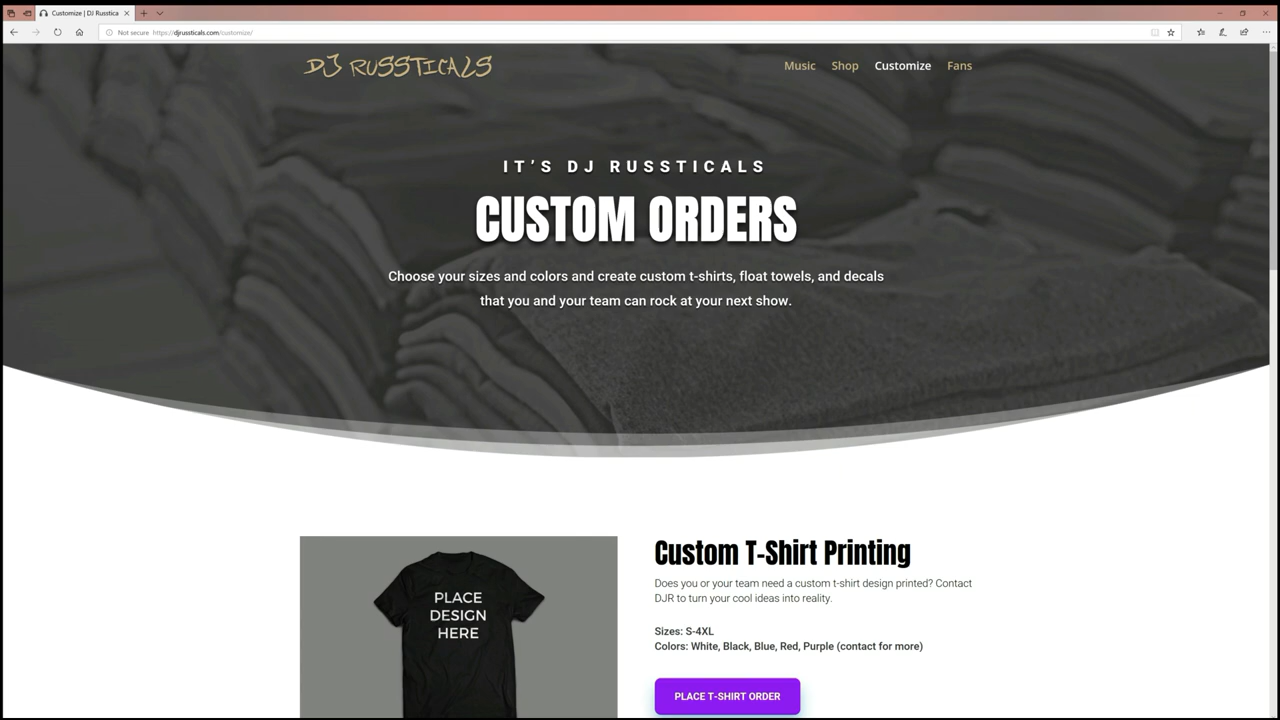 Customize | DJ Russtica
Not secure https://djrussticals.com/customize/
DJ RUSSTICALS
Music Shop Customize Fans
IT'S DJ RUSSTICALS
CUSTOM ORDERS
Choose your sizes and colors and create custom t-shirts, float towels, and decals
that you and your team can rock at your next show.
PLACE
DESIGN
HERE
Custom T-Shirt Printing
Does you or your team need a custom t-shirt design printed? Contact
DJR to turn your cool ideas into reality.
Sizes: S-4XL
Colors: White, Black, Blue, Red, Purple (contact for more)
PLACE T-SHIRT ORDER